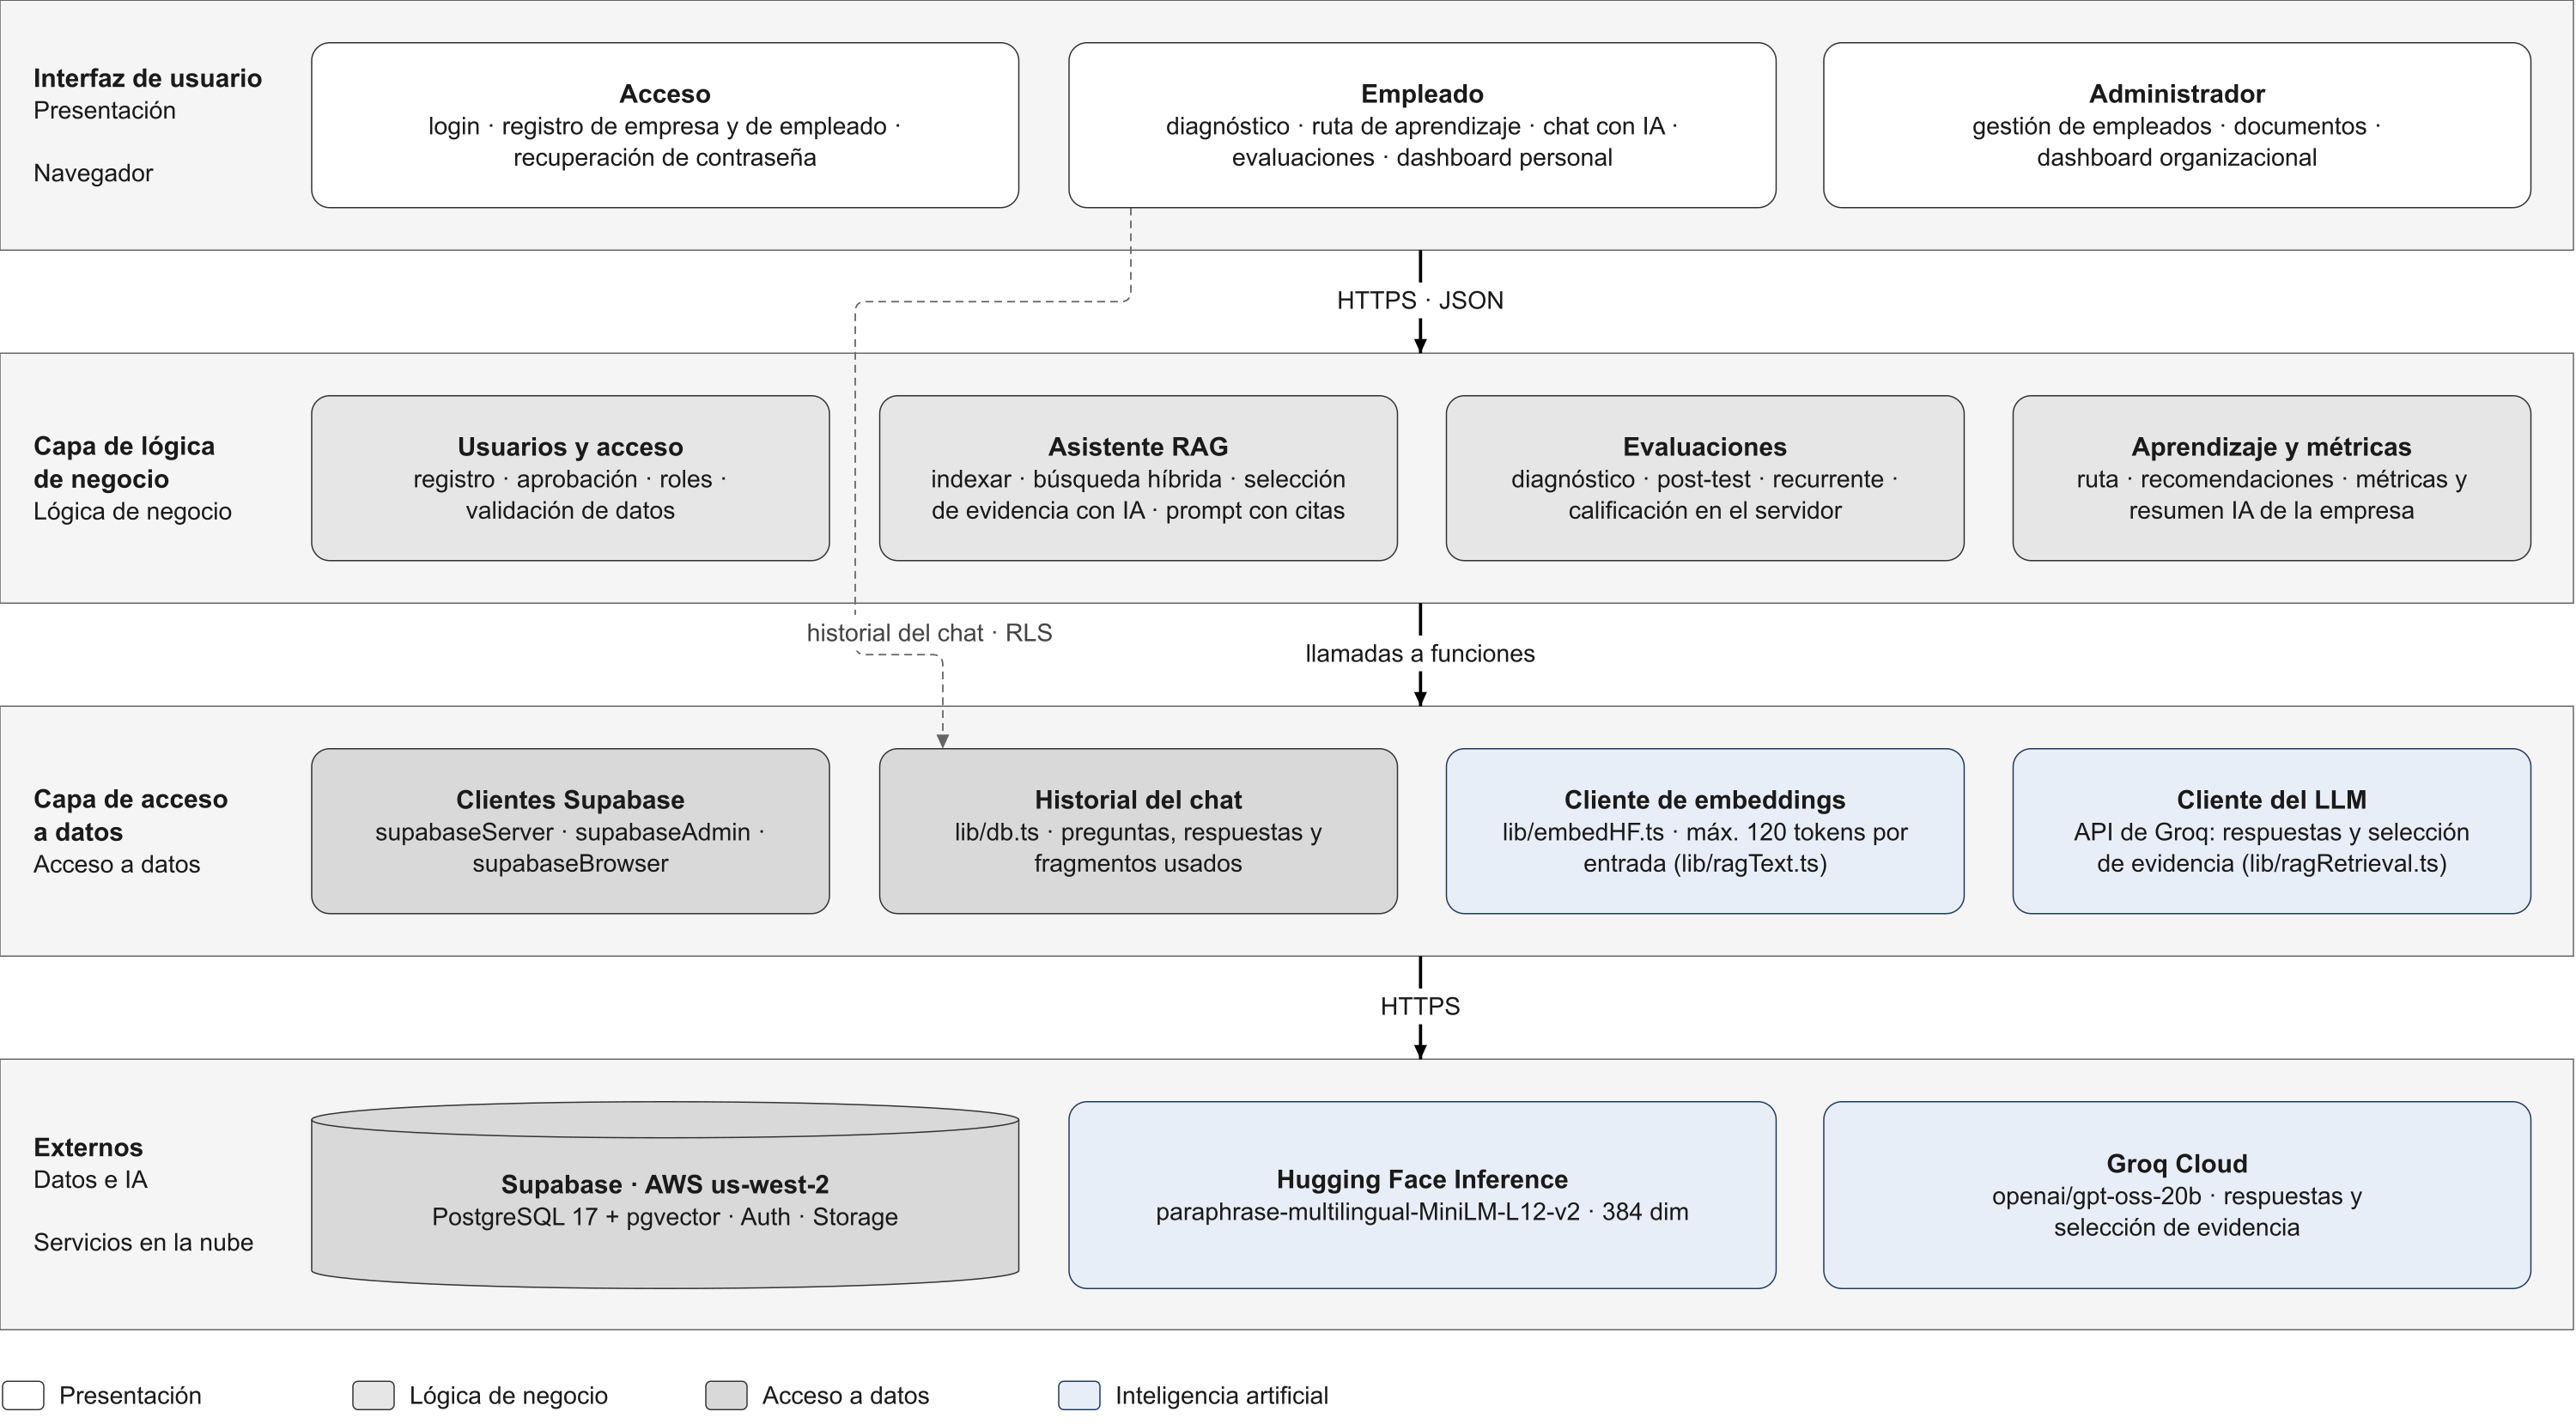 Interfaz de usuario
Presentación
Navegador
Acceso
login · registro de empresa y de empleado ·
recuperación de contraseña
Empleado
diagnóstico · ruta de aprendizaje · chat con IA ·
evaluaciones · dashboard personal
Administrador
gestión de empleados · documentos ·
dashboard organizacional
HTTPS · JSON
Capa de lógica
de negocio
Lógica de negocio
Usuarios y acceso
registro · aprobación · roles ·
validación de datos
Asistente RAG
indexar · búsqueda híbrida · selección
de evidencia con IA · prompt con citas
Evaluaciones
diagnóstico · post-test · recurrente ·
calificación en el servidor
Aprendizaje y métricas
ruta · recomendaciones · métricas y
resumen IA de la empresa
historial del chat · RLS
llamadas a funciones
Capa de acceso
a datos
Acceso a datos
Clientes Supabase
supabaseServer · supabaseAdmin ·
supabaseBrowser
Historial del chat
lib/db.ts · preguntas, respuestas y
fragmentos usados
Cliente de embeddings
lib/embedHF.ts · máx. 120 tokens por
entrada (lib/ragText.ts)
Cliente del LLM
API de Groq: respuestas y selección
de evidencia (lib/ragRetrieval.ts)
HTTPS
Externos
Datos e IA
Servicios en la nube
Supabase · AWS us-west-2
PostgreSQL 17 + pgvector · Auth · Storage
Hugging Face Inference
paraphrase-multilingual-MiniLM-L12-v2 · 384 dim
Groq Cloud
openai/gpt-oss-20b · respuestas y
selección de evidencia
Presentación
Lógica de negocio
Acceso a datos
Inteligencia artificial